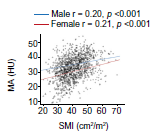 Male r = 0.20, p <0.001
Female r = 0.21, p <0.001
MA (HU)
50
40
30
20
10
20 30 40 50 60 70
SMI (cm²/m²)